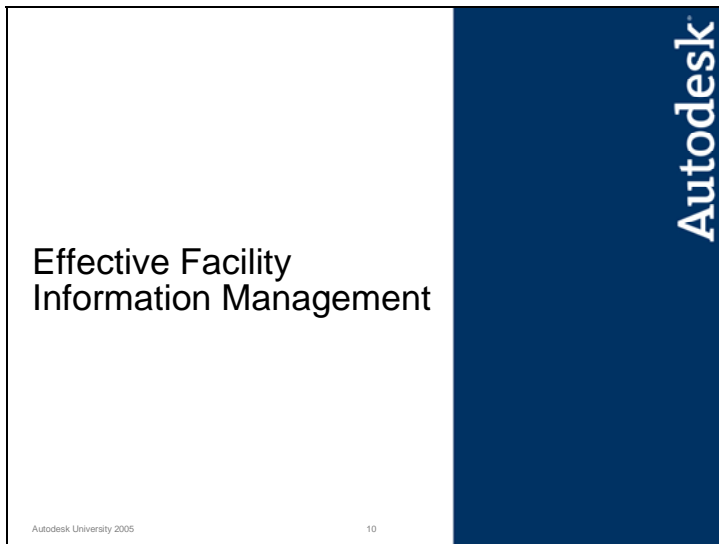 Autodesk®
Effective Facility
Information Management
Autodesk University 2005
10